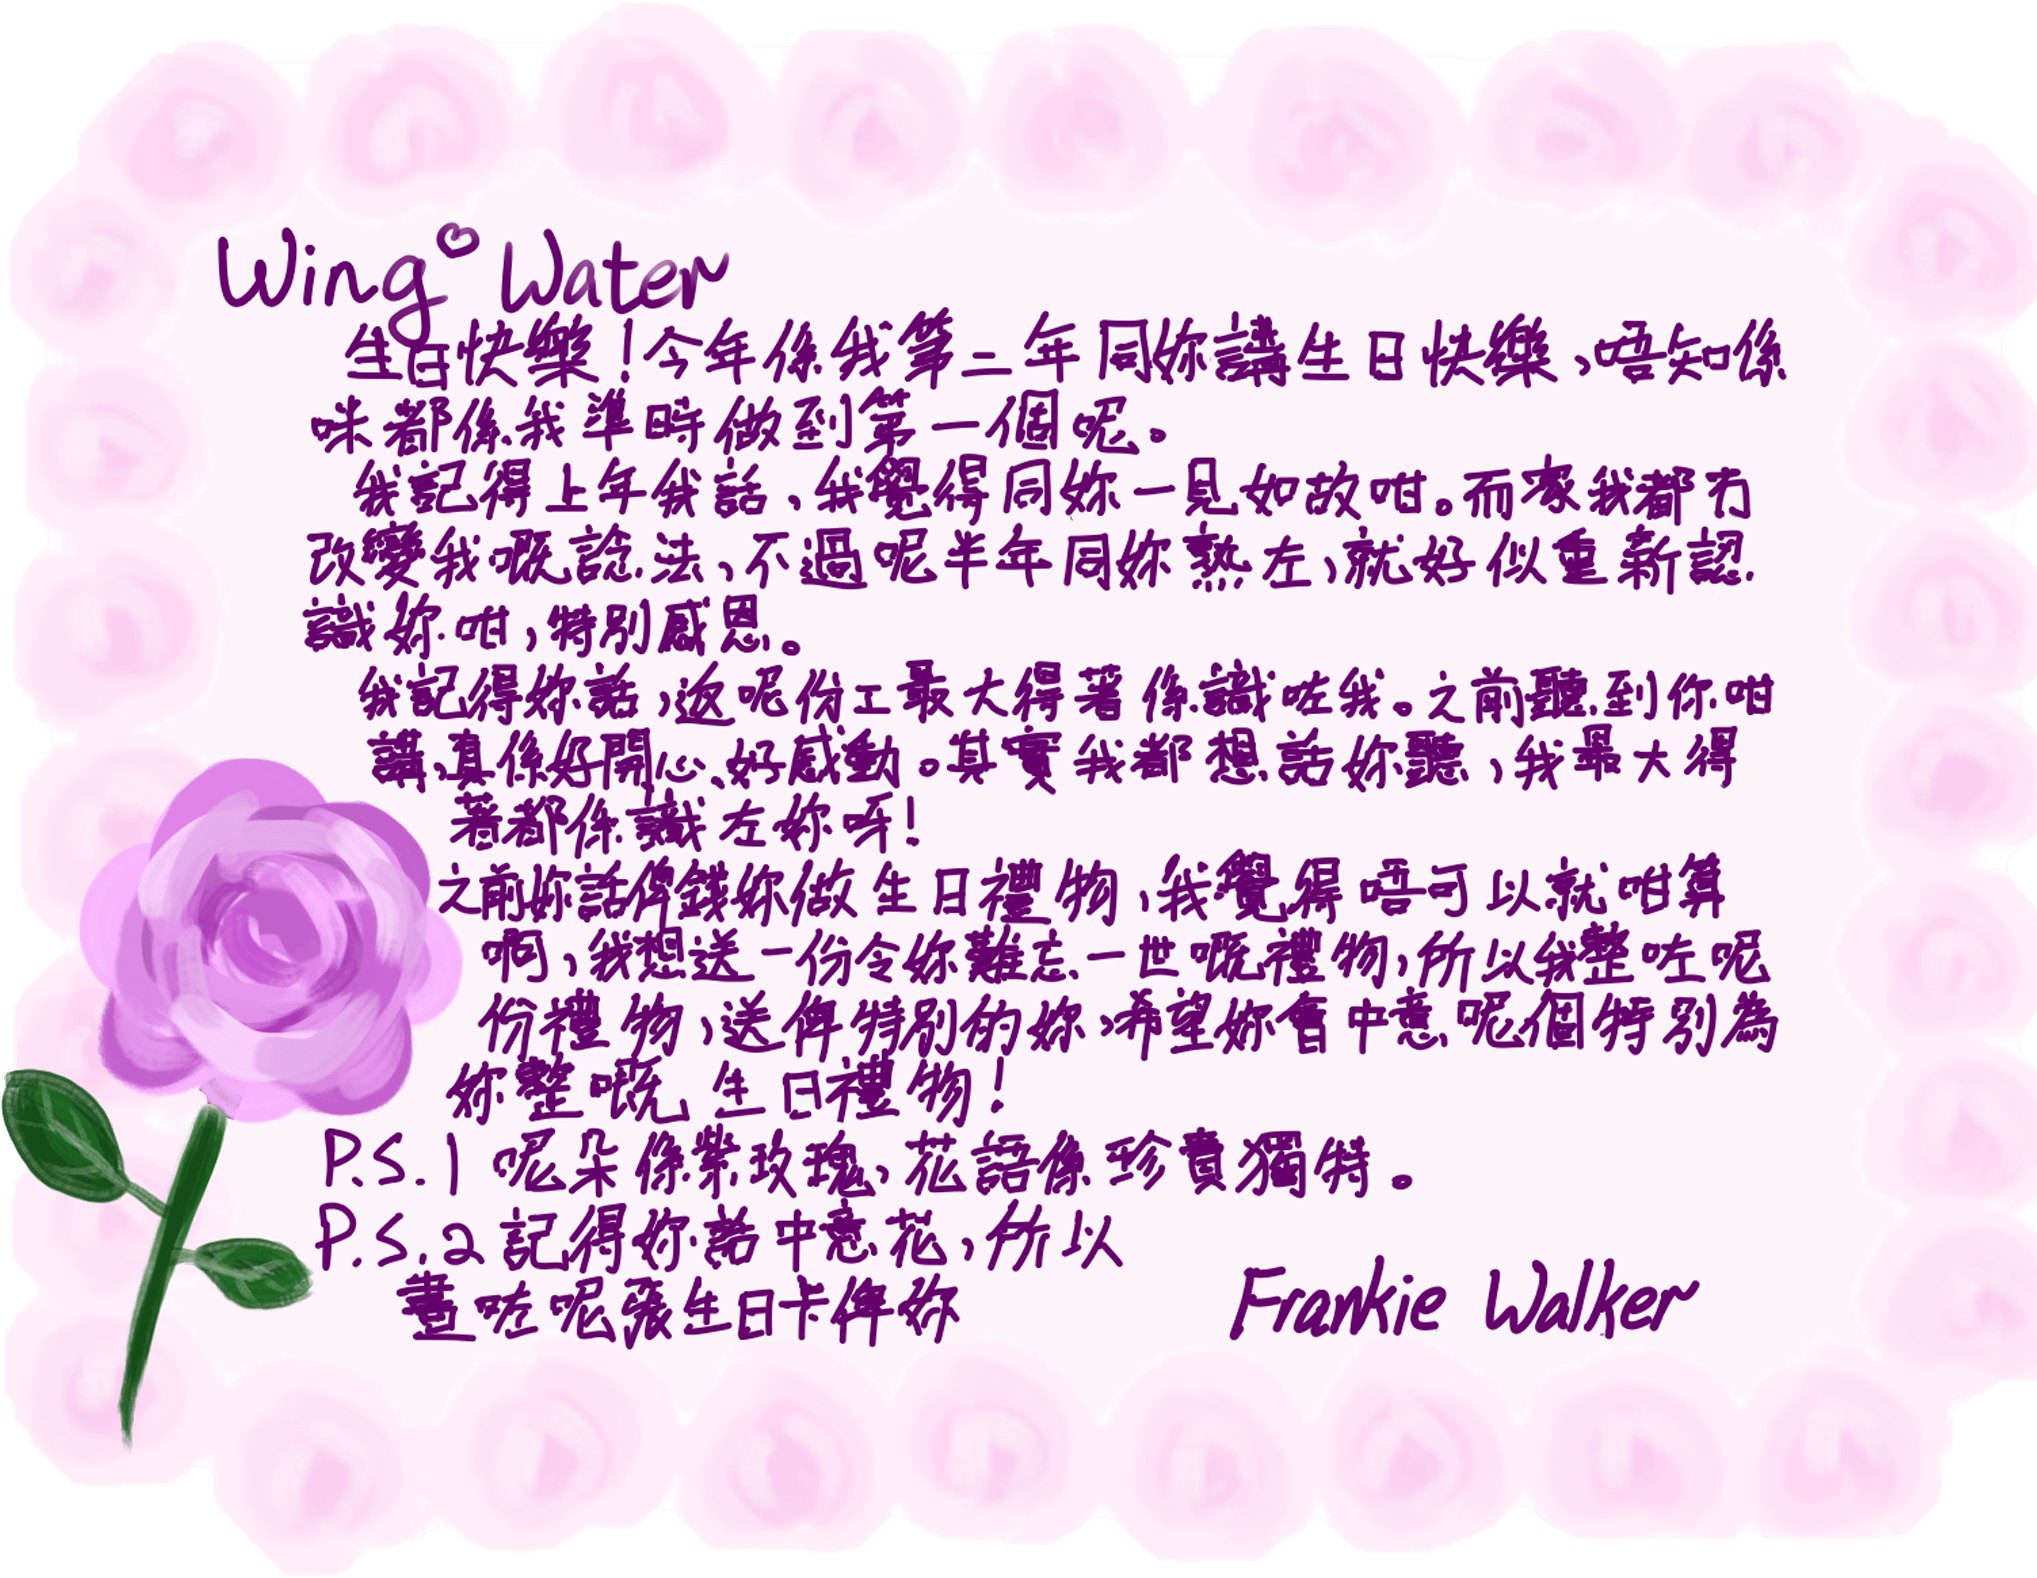 Wing Water
生日快樂！今年係我第二年同妳講生日快樂，唔知係
咪都係我準時做到第一個呢。
我記得上年我話，我覺得同妳一見如故咁。而家我都冇
改變我嘅諗法，不過呢半年同妳熟左，就好似重新認
識妳咁，特別感恩。
我記得妳話，返呢份工最大得著係識咗我。之前聽到你咁
講，真係好開心、好感動。其實我都想話妳聽，我最大得
著都係識左妳呀！
之前妳話俾錢妳做生日禮物，我覺得唔可以就咁算
啊，我想送一份令妳難忘一世嘅禮物，所以我整咗呢
份禮物，送俾特別的妳，希望妳會中意呢個特別為
妳整嘅生日禮物！
P.S.1 呢朵係紫玫瑰，花語係珍貴獨特。
P.S.2 記得妳話中意花，所以
畫咗呢張生日卡俾妳
Frankie Walker